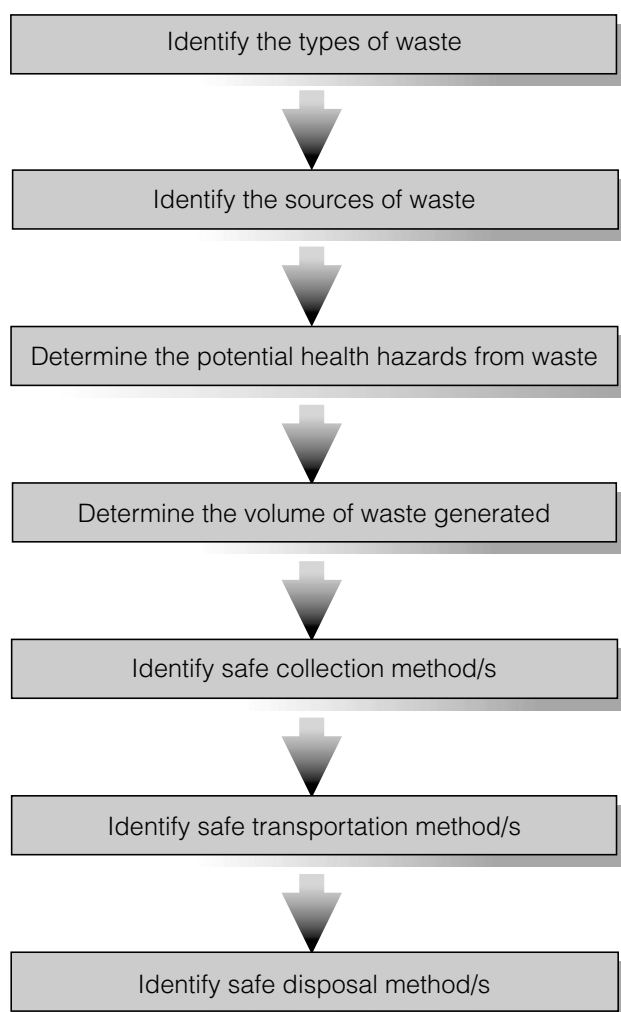 Identify the types of waste
Identify the sources of waste
Determine the potential health hazards from waste
Determine the volume of waste generated
Identify safe collection method/s
Identify safe transportation method/s
Identify safe disposal method/s